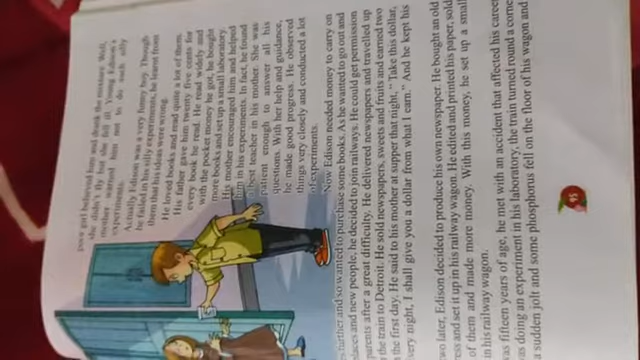 poor girl believed him and drank the mixture. Well,
she didn't fly but she fell ill. Young Edison's
mother warned him not to do such silly
experiments.
Actually Edison was a very funny boy. Though
he failed in his silly experiments, he learnt from
them that his ideas were wrong.
He loved books and read quite a lot of them.
His father gave him twenty five cents for
every book he read. He read widely and
with the pocket money he got, he bought
more books and set up a small laboratory.
His mother encouraged him and helped
him in his experiments. In fact, he found
best teacher in his mother. She was
patient enough to answer all his
questions. With her help and guidance,
he made good progress. He observed
things very closely and conducted a lot
of experiments.
Now Edison needed money to carry on
further and so wanted to purchase some books. As he wanted to go out and
places and new people, he decided to join railways. He could get permission
parents after a great difficulty. He delivered newspapers and travelled up
the train to Detroit. He sold newspapers, sweets and fruits and earned two
the first day. He said to his mother at supper that night, "Take this dollar,
very night, I shall give you a dollar from what I earn." And he kept his
two later, Edison decided to produce his own newspaper. He bought an old
ress and set it up in his railway wagon. He edited and printed his paper, sold
of them and made more money. With this money, he set up a small
in his railway wagon.
was fifteen years of age, he met with an accident that affected his career
was doing an experiment in his laboratory, the train turned round a corner
sudden jolt and some phosphorus fell on the floor of his wagon and